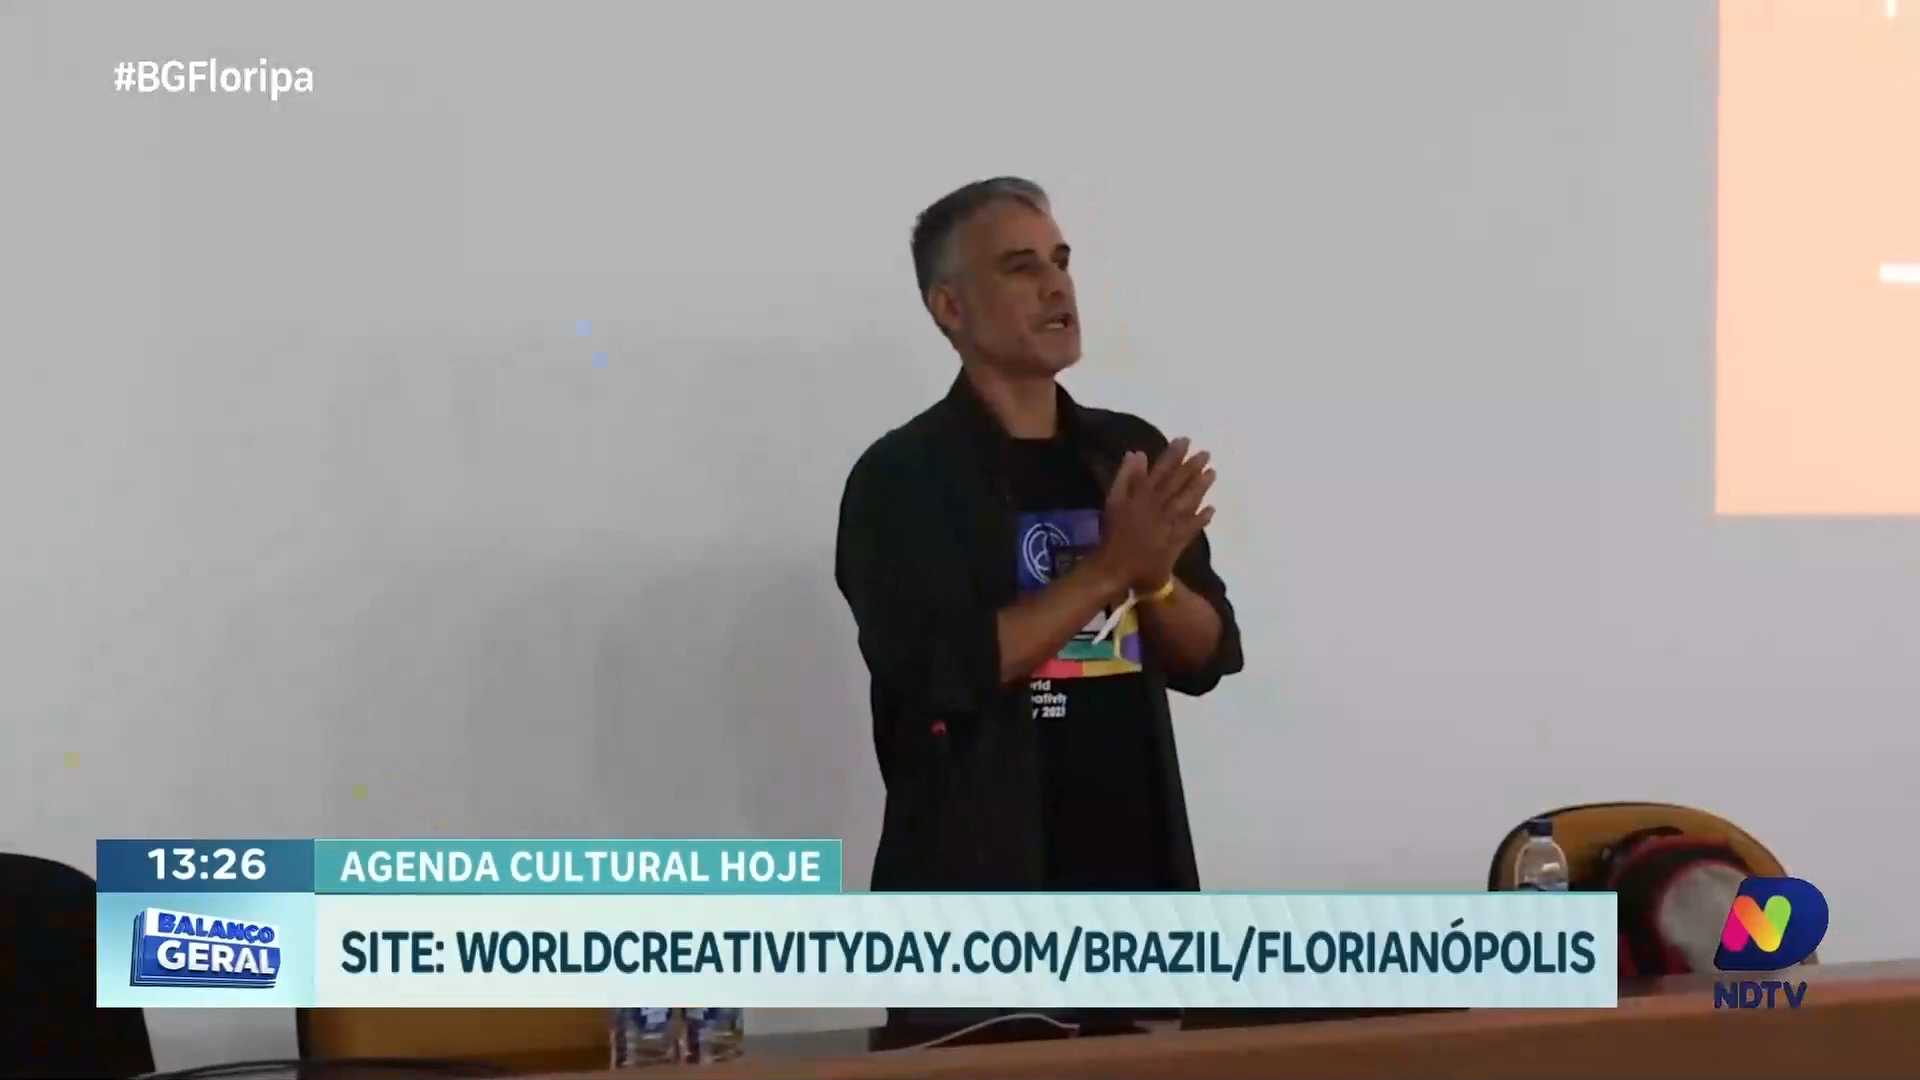 #BGFloripa
13:26
AGENDA CULTURAL HOJE
BALANÇO
GERAL
SITE: WORLDCREATIVITYDAY.COM/BRAZIL/FLORIANÓPOLIS
NDTV